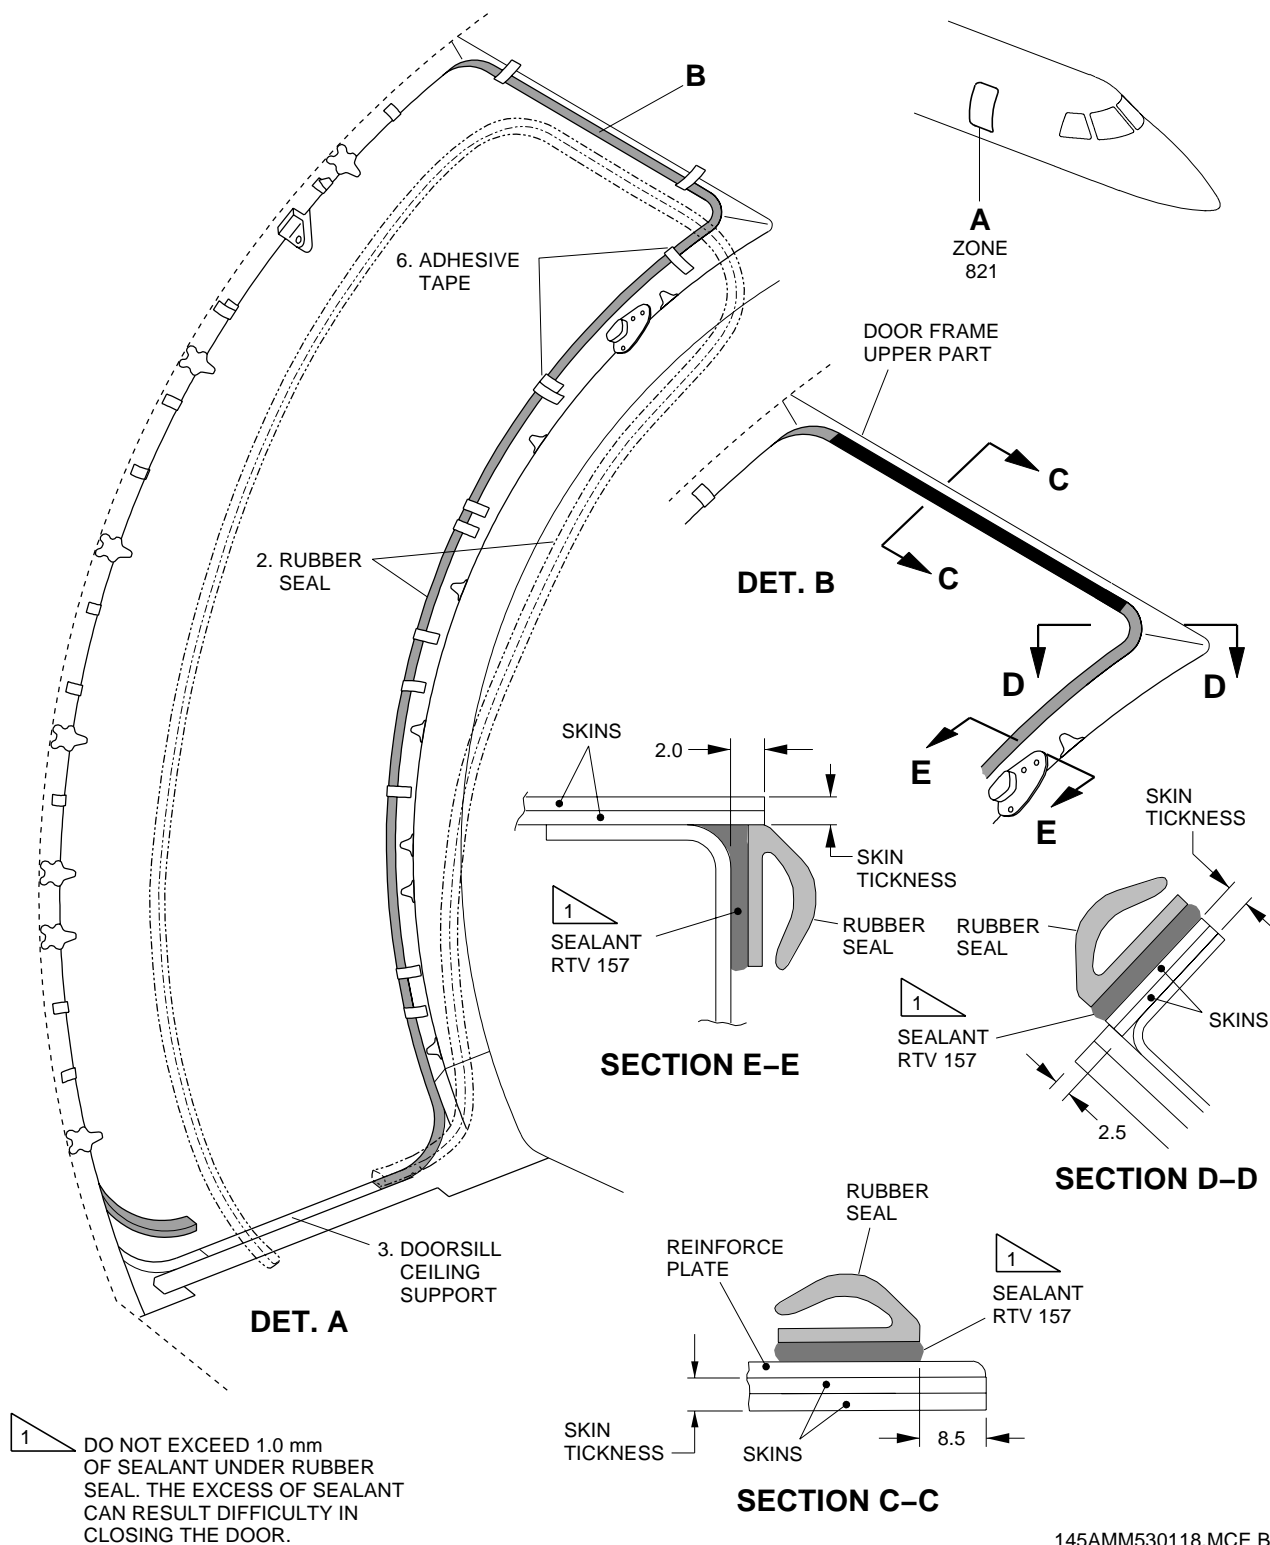 B
A
ZONE
821
6. ADHESIVE
TAPE
DOOR FRAME
UPPER PART
C
C
2. RUBBER
SEAL
DET. B
D
D
E
E
SKINS
2.0
SKIN
TICKNESS
1
SEALANT
RTV 157
RUBBER
SEAL
SECTION E–E
SKIN
TICKNESS
RUBBER
SEAL
1
SEALANT
RTV 157
SKINS
2.5
SECTION D–D
3. DOORSILL
CEILING
SUPPORT
DET. A
RUBBER
SEAL
REINFORCE
PLATE
1
SEALANT
RTV 157
SKIN
TICKNESS
SKINS
8.5
SECTION C–C
1
DO NOT EXCEED 1.0 mm
OF SEALANT UNDER RUBBER
SEAL. THE EXCESS OF SEALANT
CAN RESULT DIFFICULTY IN
CLOSING THE DOOR.
145AMM530118.MCE B